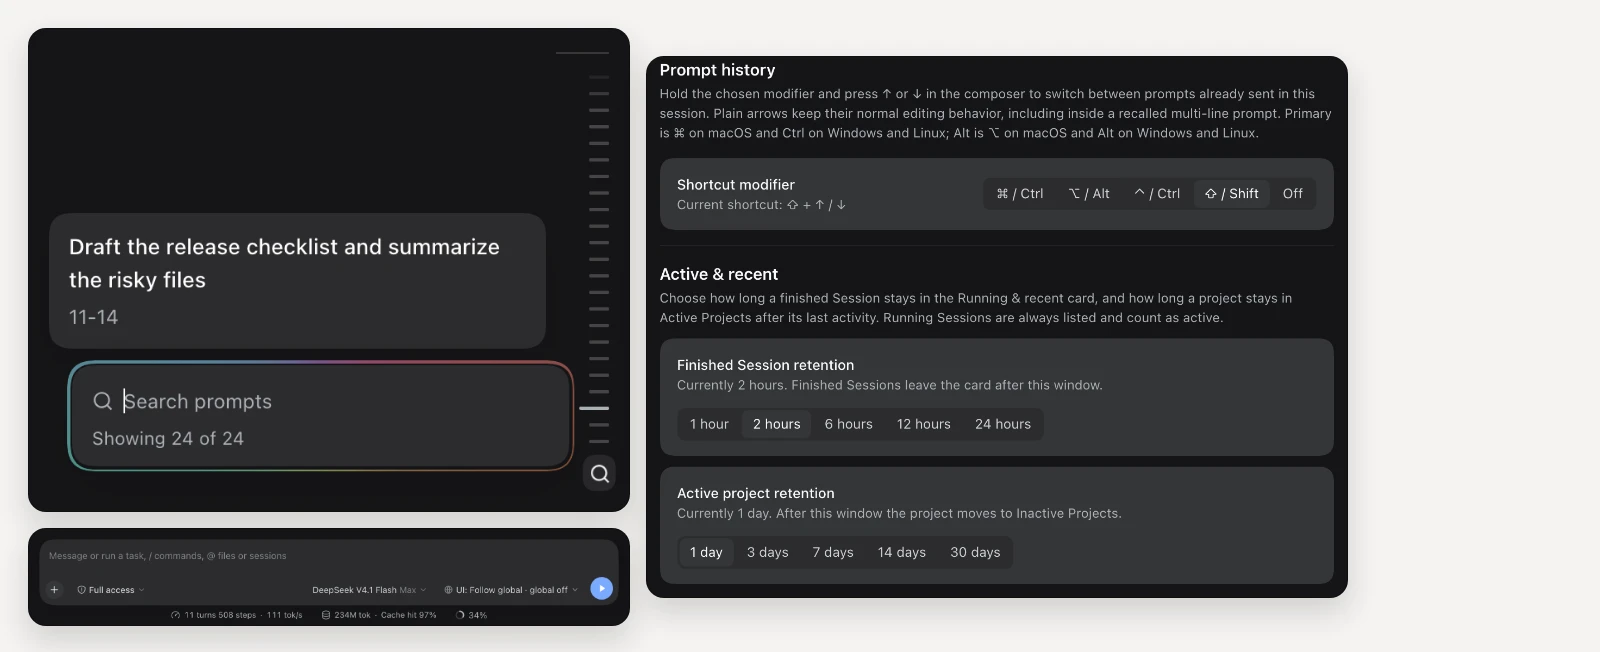 Draft the release checklist and summarize
the risky files
11-14
Search prompts
Showing 24 of 24
Message or run a task, / commands, @ files or sessions
+ Full access DeepSeek V4.1 Flash Max UI: Follow global · global off
11 turns 508 steps · 111 tok/s 234M tok · Cache hit 97% 34%
Prompt history
Hold the chosen modifier and press ↑ or ↓ in the composer to switch between prompts already sent in this
session. Plain arrows keep their normal editing behavior, including inside a recalled multi-line prompt. Primary
is ⌘ on macOS and Ctrl on Windows and Linux; Alt is ⌥ on macOS and Alt on Windows and Linux.
Shortcut modifier
Current shortcut: ⇧ + ↑ / ↓
⌘ / Ctrl ⌥ / Alt ^ / Ctrl ⇧ / Shift Off
Active & recent
Choose how long a finished Session stays in the Running & recent card, and how long a project stays in
Active Projects after its last activity. Running Sessions are always listed and count as active.
Finished Session retention
Currently 2 hours. Finished Sessions leave the card after this window.
1 hour 2 hours 6 hours 12 hours 24 hours
Active project retention
Currently 1 day. After this window the project moves to Inactive Projects.
1 day 3 days 7 days 14 days 30 days